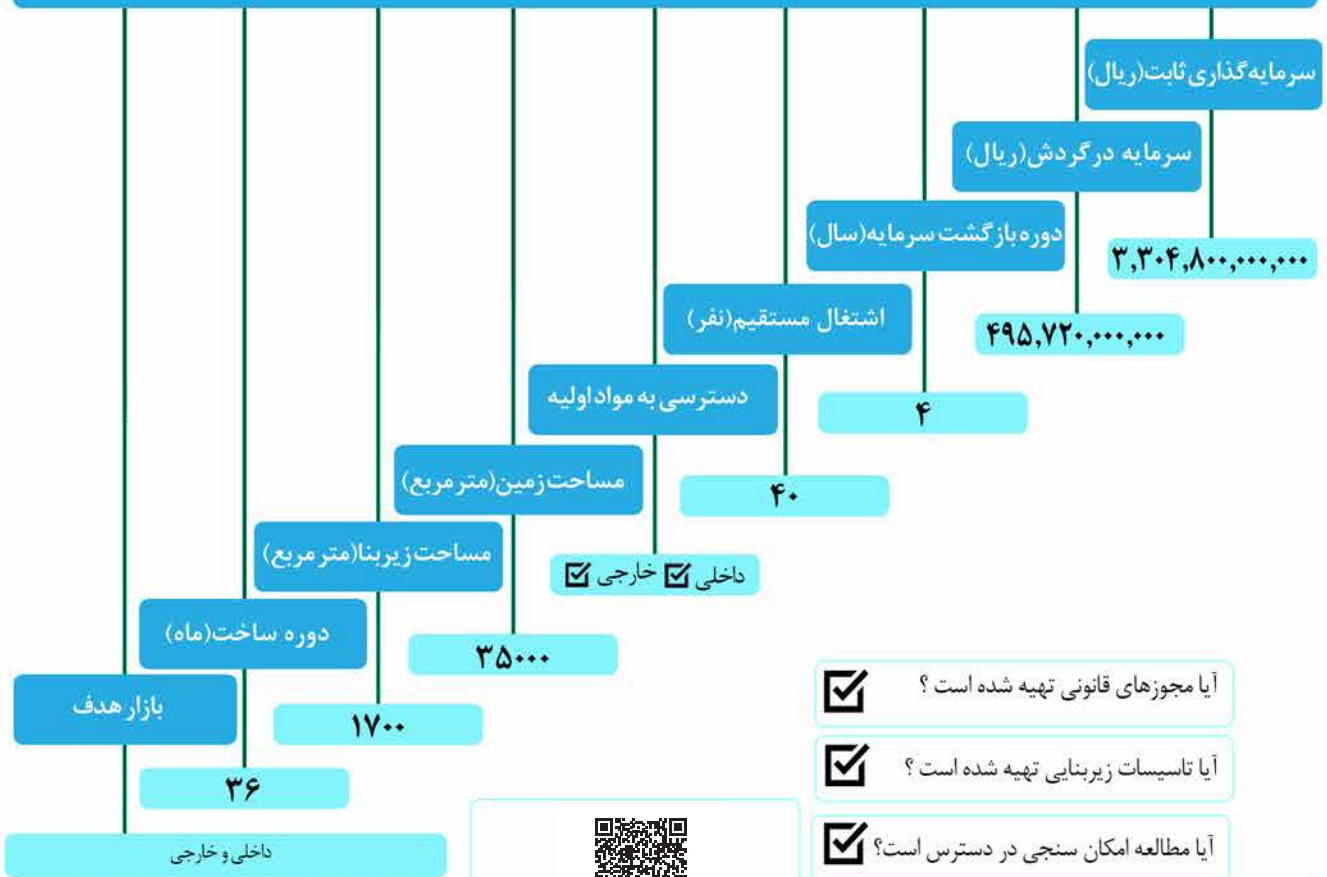 سرمایه‌گذاری ثابت(ریال)
۳,۳۰۴,۸۰۰,۰۰۰,۰۰۰
سرمایه در گردش(ریال)
۴۹۵,۷۲۰,۰۰۰,۰۰۰
دوره بازگشت سرمایه(سال)
۴
اشتغال مستقیم(نفر)
۴۰
دسترسی به مواد اولیه
داخلی ☑ خارجی ☑
مساحت زمین(متر مربع)
۳۵۰۰۰
مساحت زیربنا(متر مربع)
۱۷۰۰
دوره ساخت(ماه)
۳۶
بازار هدف
داخلی و خارجی
آیا مجوزهای قانونی تهیه شده است ؟ ☑
آیا تاسیسات زیربنایی تهیه شده است ؟ ☑
آیا مطالعه امکان سنجی در دسترس است؟ ☑